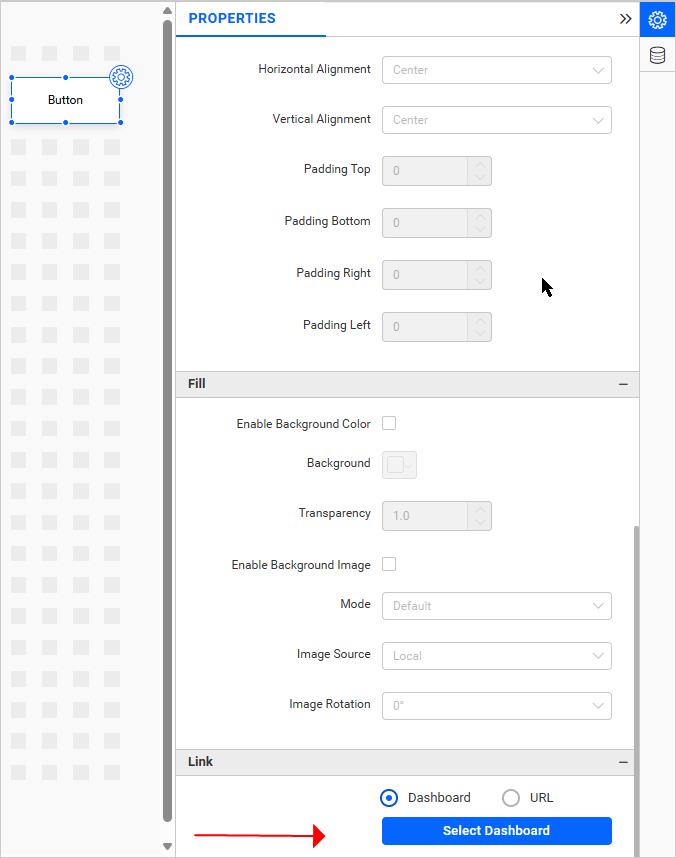 PROPERTIES
Button
Horizontal Alignment Center
Vertical Alignment Center
Padding Top 0
Padding Bottom 0
Padding Right 0
Padding Left 0
Fill
Enable Background Color
Background
Transparency 1.0
Enable Background Image
Mode Default
Image Source Local
Image Rotation 0°
Link
Dashboard URL
Select Dashboard